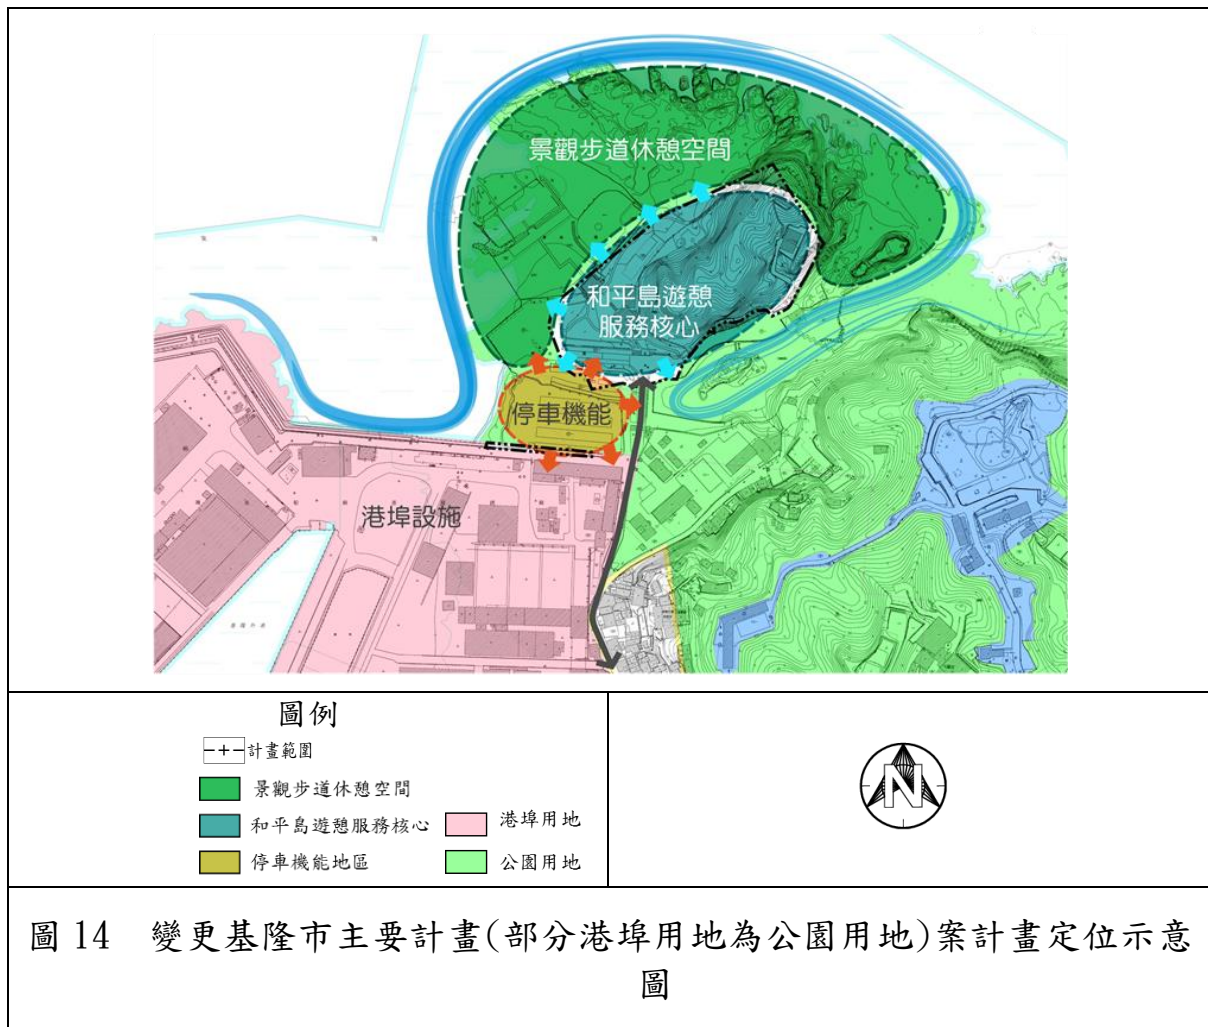 景觀步道休憩空間
和平島遊憩
服務核心
停車機能
港埠設施
圖例
計畫範圍
景觀步道休憩空間
和平島遊憩服務核心
港埠用地
停車機能地區
公園用地
N
圖 14 變更基隆市主要計畫(部分港埠用地為公園用地)案計畫定位示意
圖